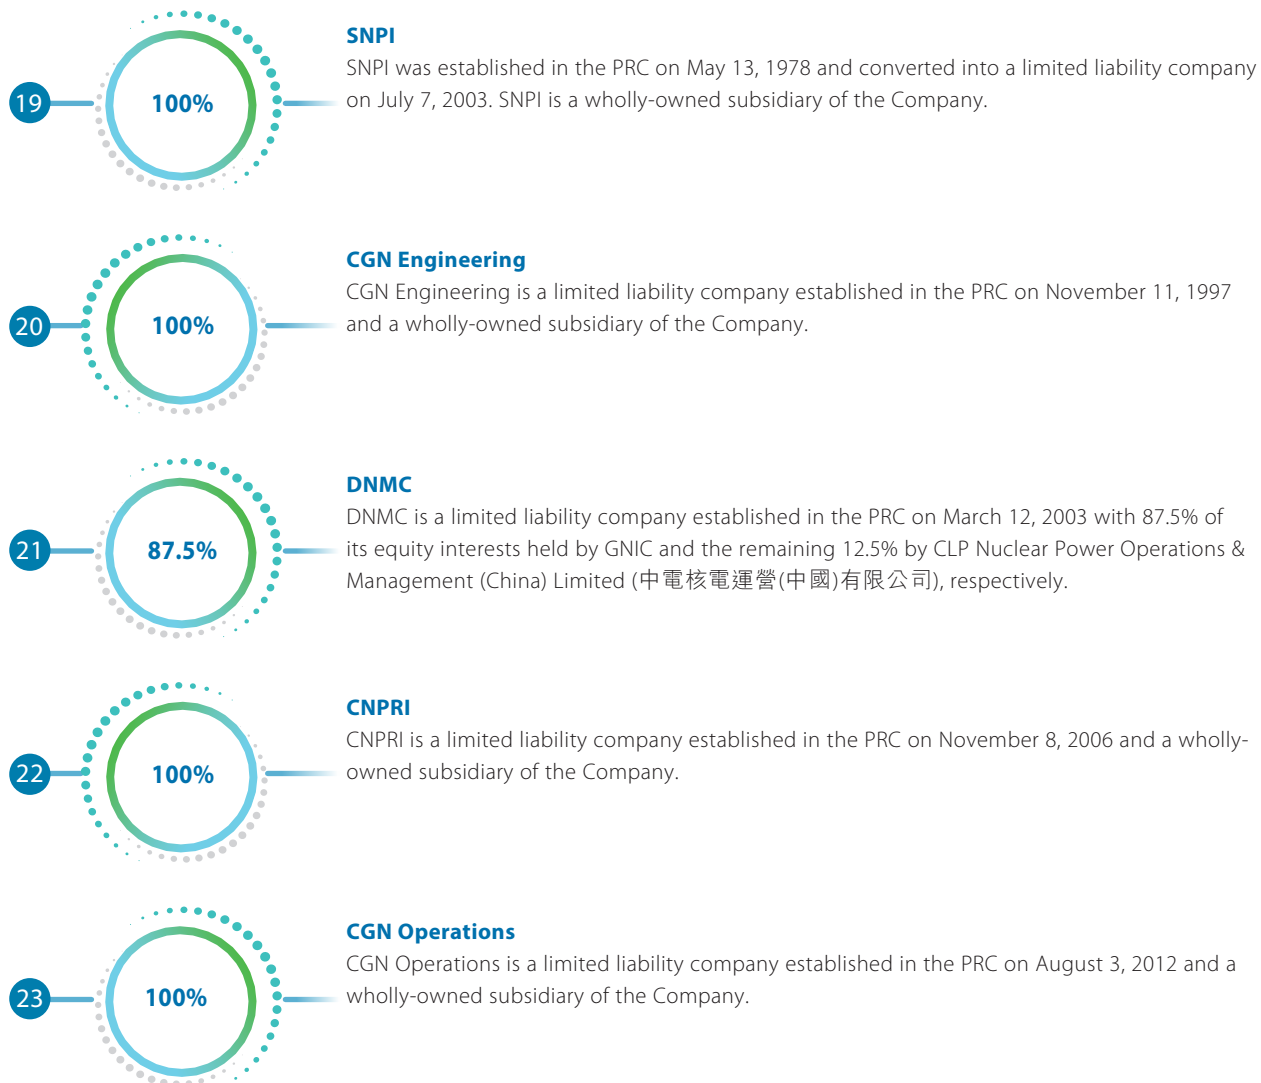 SNPI
SNPI was established in the PRC on May 13, 1978 and converted into a limited liability company
19
100%
on July 7, 2003. SNPI is a wholly-owned subsidiary of the Company.
CGN Engineering
CGN Engineering is a limited liability company established in the PRC on November 11, 1997
20
100%
and a wholly-owned subsidiary of the Company.
DNMC
DNMC is a limited liability company established in the PRC on March 12, 2003 with 87.5% of
21
87.5%
its equity interests held by GNIC and the remaining 12.5% by CLP Nuclear Power Operations &
Management (China) Limited (中電核電運營(中國)有限公司), respectively.
CNPRI
CNPRI is a limited liability company established in the PRC on November 8, 2006 and a wholly-
22
100%
owned subsidiary of the Company.
CGN Operations
CGN Operations is a limited liability company established in the PRC on August 3, 2012 and a
23
100%
wholly-owned subsidiary of the Company.